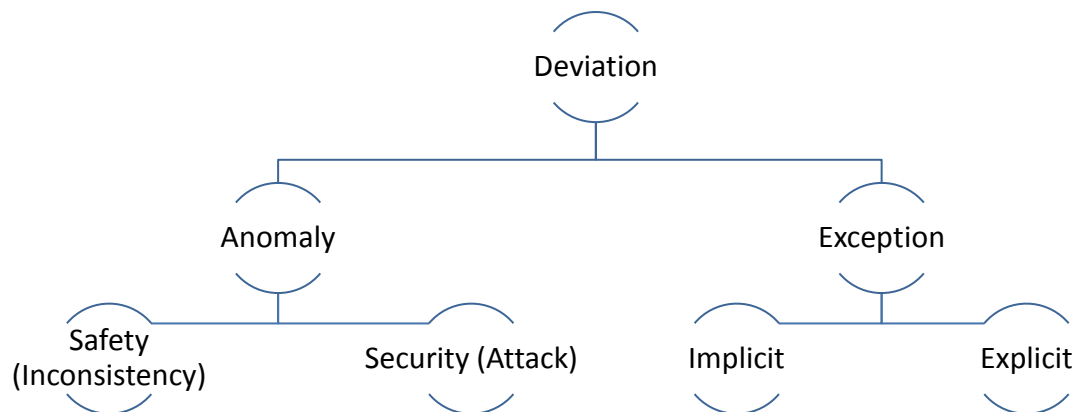 Deviation
Anomaly
Exception
Safety
(Inconsistency)
Security (Attack)
Implicit
Explicit